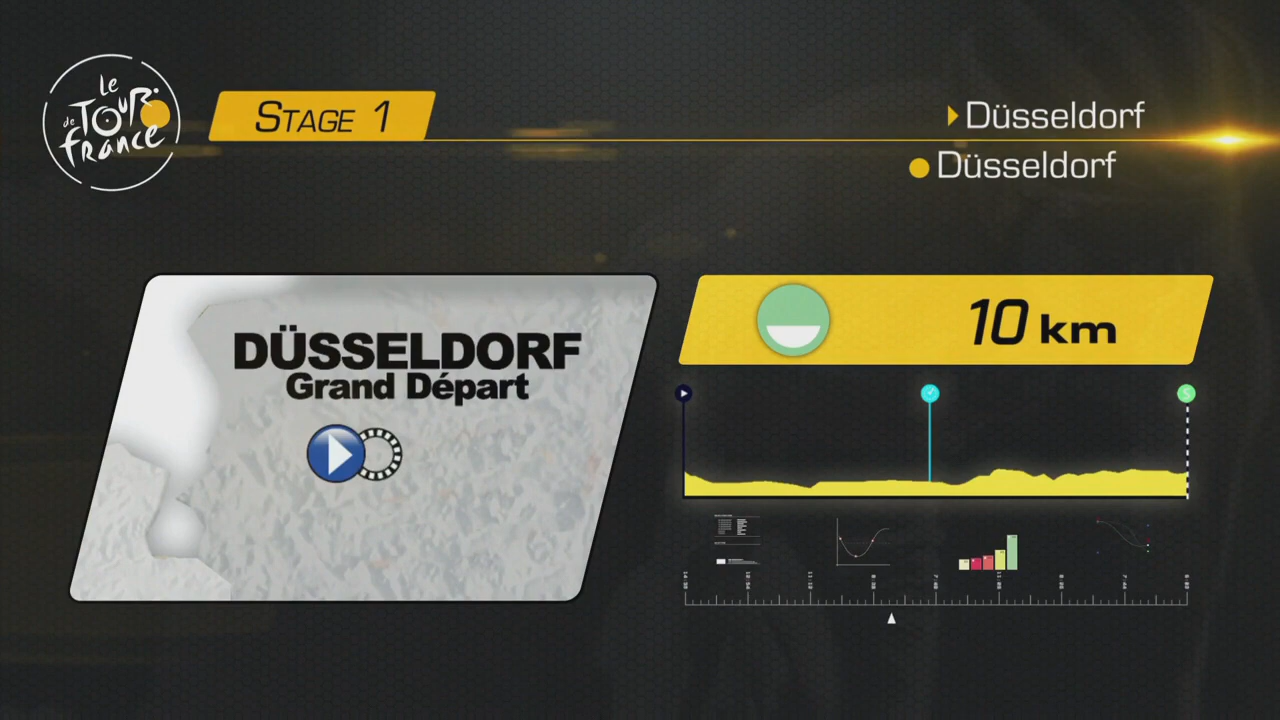 Le
TOUR
de
FRANCE
STAGE 1
Düsseldorf
Düsseldorf
DÜSSELDORF
Grand Départ
10 km
S